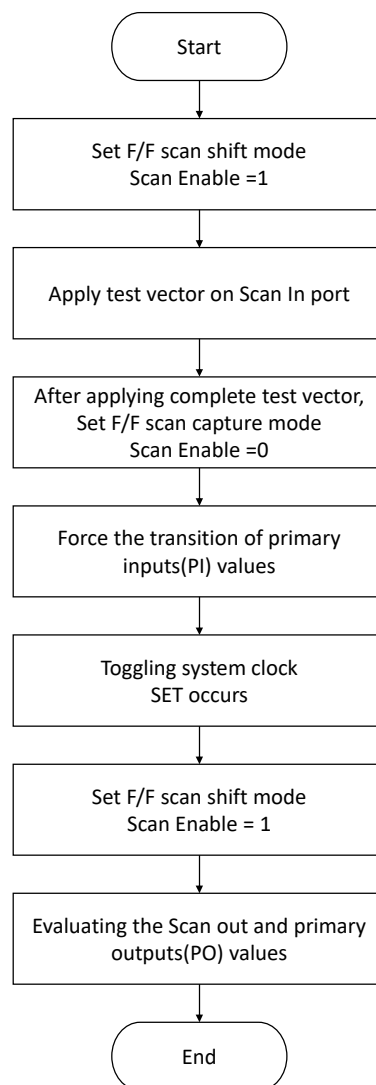 Start
Set F/F scan shift mode
Scan Enable =1
Apply test vector on Scan In port
After applying complete test vector,
Set F/F scan capture mode
Scan Enable =0
Force the transition of primary
inputs(PI) values
Toggling system clock
SET occurs
Set F/F scan shift mode
Scan Enable = 1
Evaluating the Scan out and primary
outputs(PO) values
End